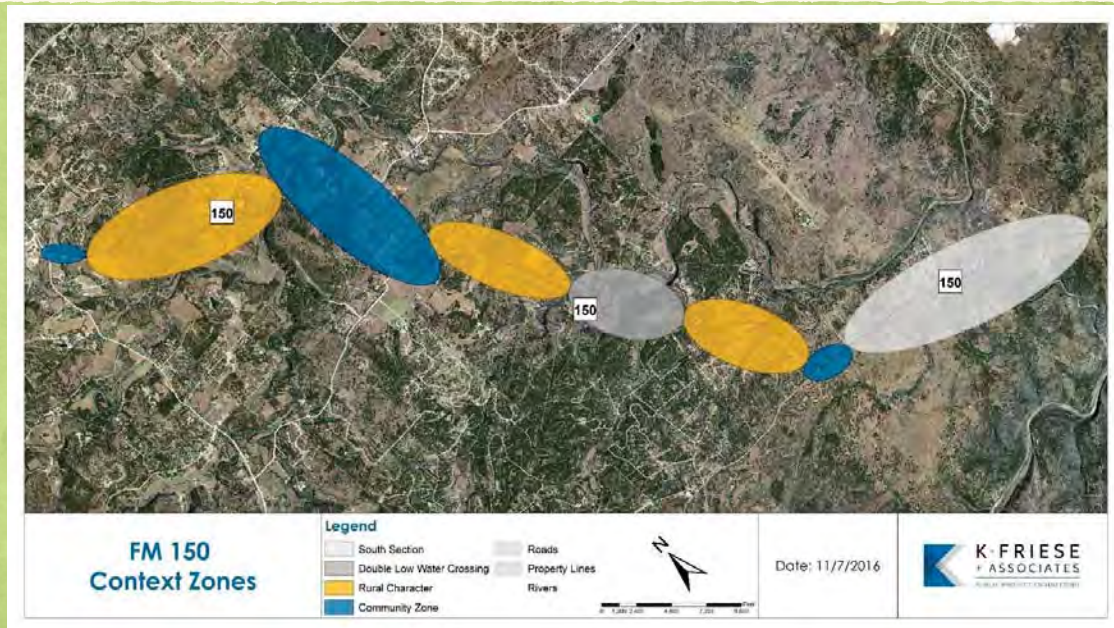 150
150
150
FM 150
Context Zones
Legend
South Section
Double Low Water Crossing
Rural Character
Community Zone
Roads
Property Lines
Rivers
N
Feet
Date: 11/7/2016
K·FRIESE
+ ASSOCIATES